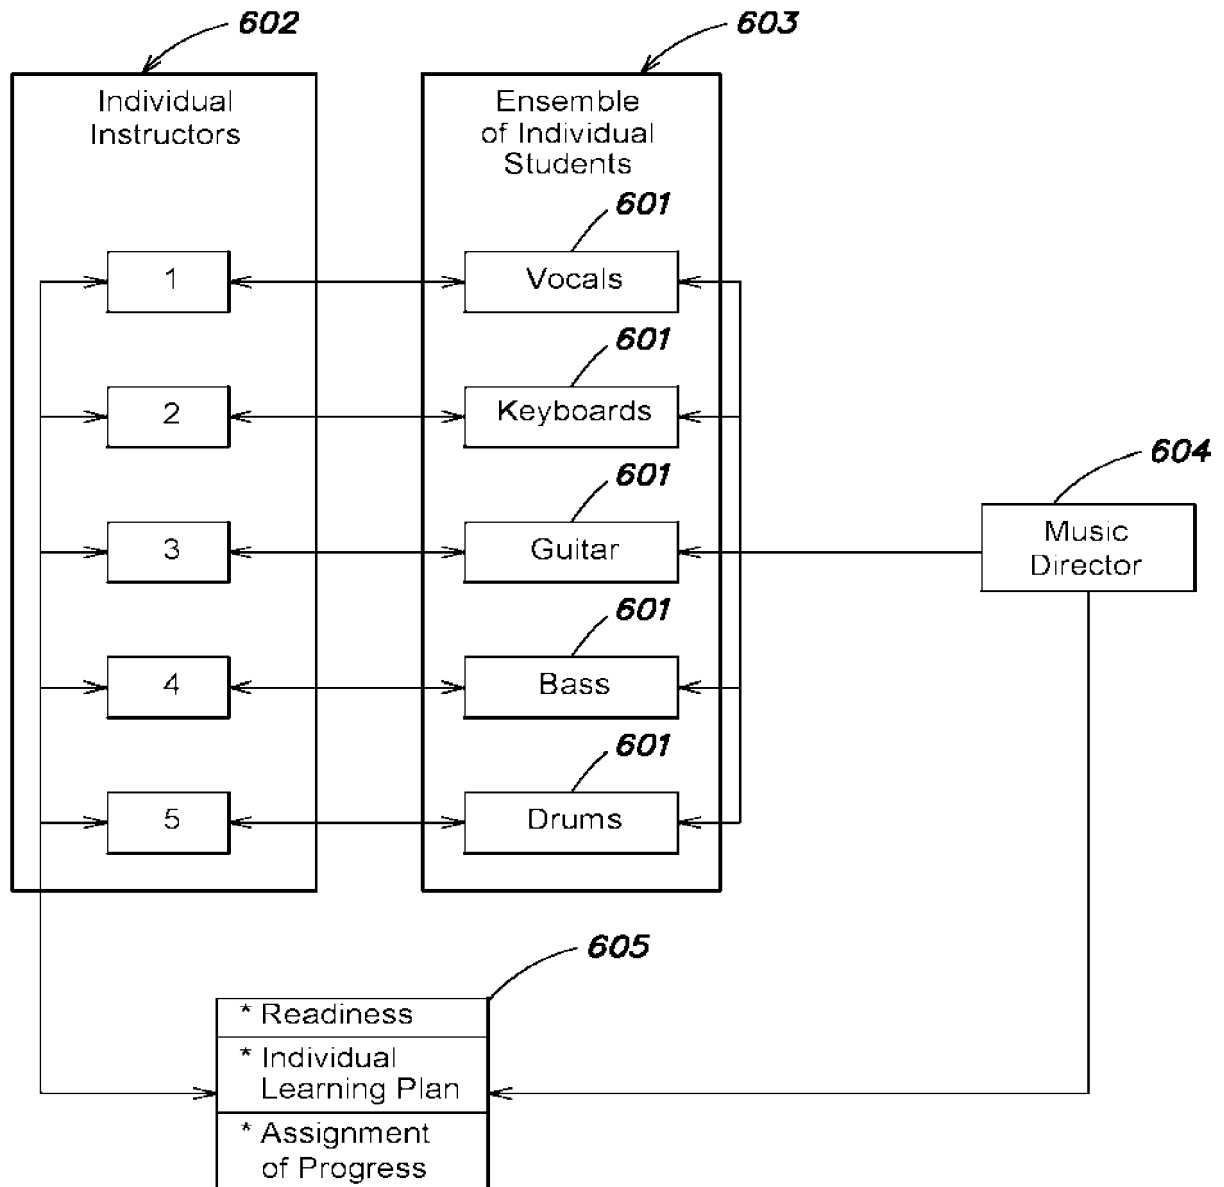 602
603
Individual
Instructors
Ensemble
of Individual
Students
601
1
Vocals
601
2
Keyboards
604
601
3
Guitar
Music
Director
601
4
Bass
601
5
Drums
605
* Readiness
* Individual
Learning Plan
* Assignment
of Progress